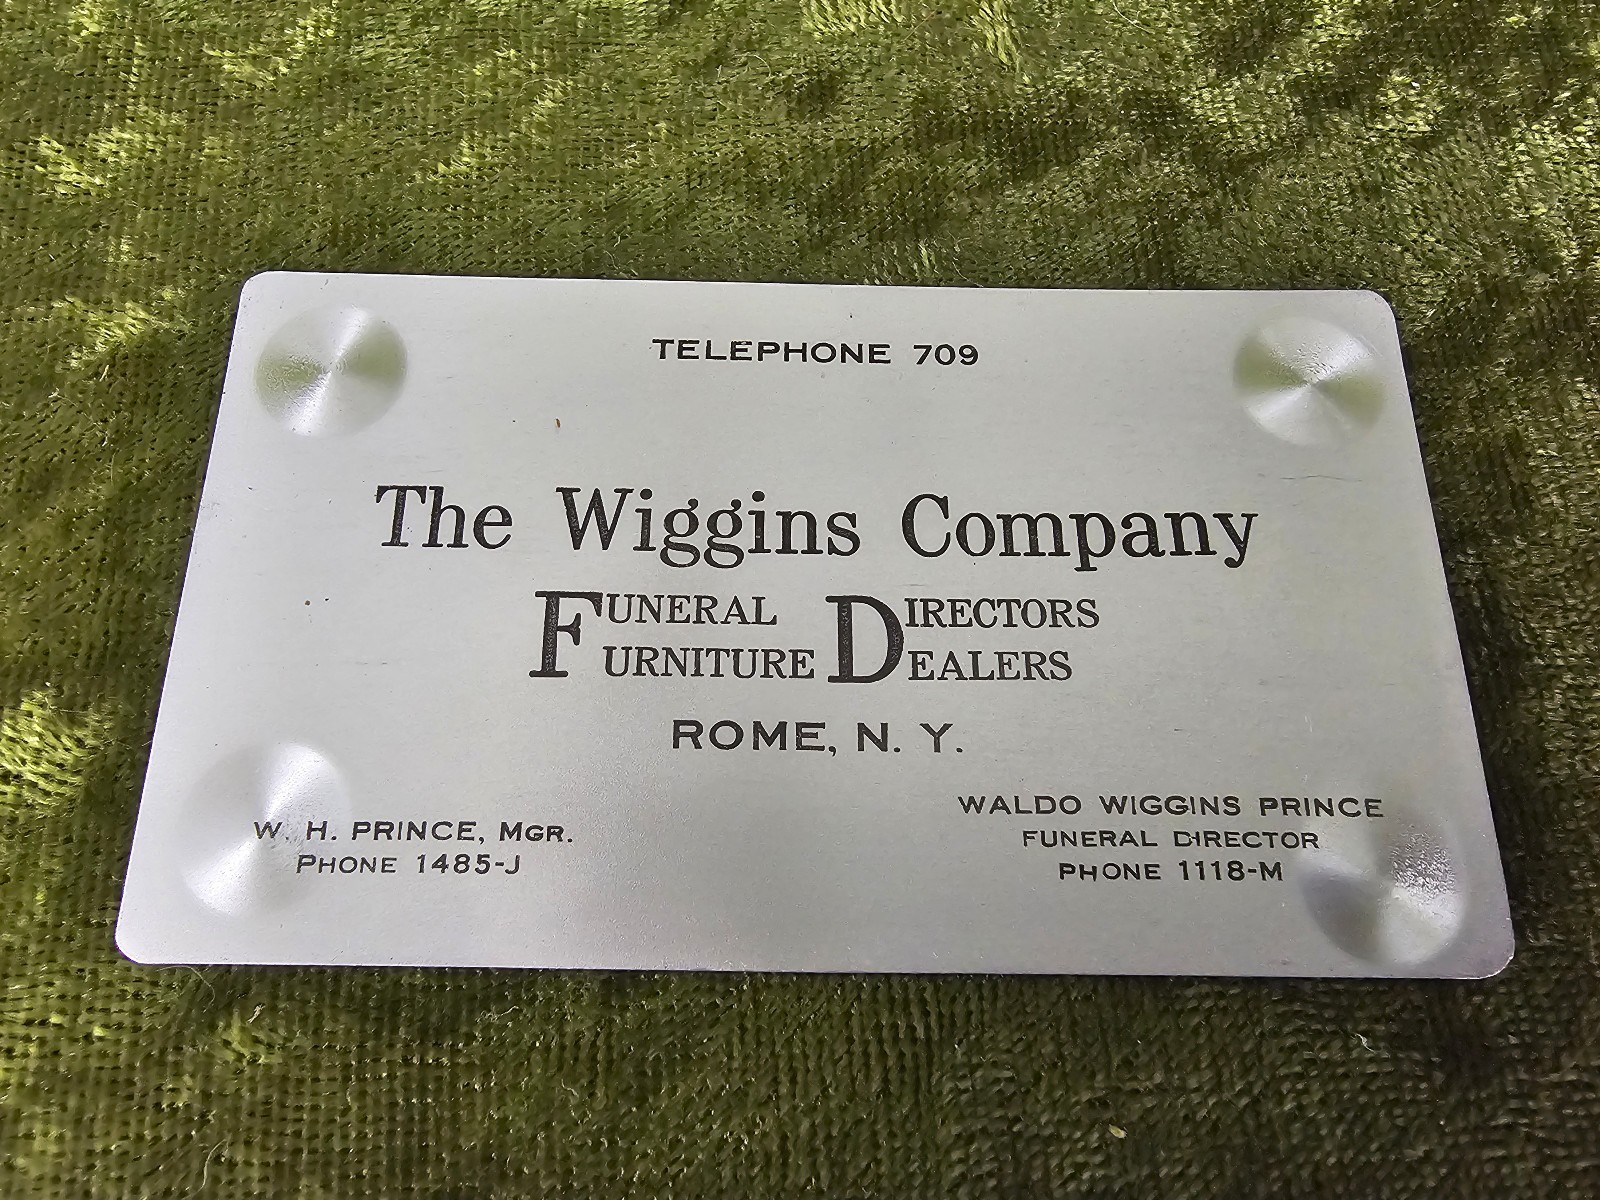 TELEPHONE 709
The Wiggins Company
FUNERAL DIRECTORS
FURNITURE DEALERS
ROME, N. Y.
W. H. PRINCE, MGR.
PHONE 1485-J
WALDO WIGGINS PRINCE
FUNERAL DIRECTOR
PHONE 1118-M